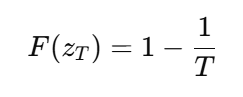 F(z_T) = 1 - \frac{1}{T}